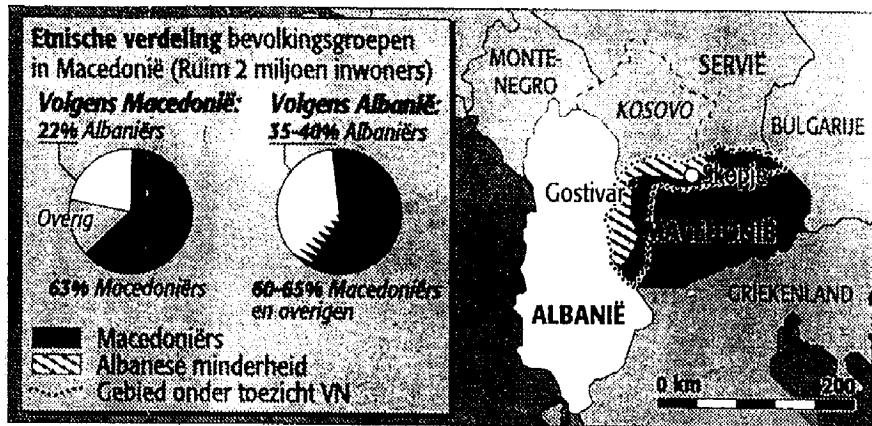 Etnische verdeling bevolkingsgroepen
in Macedonië (Ruim 2 miljoen inwoners)
Volgens Macedonië:
22% Albaniërs
Overig
63% Macedoniërs
Volgens Albanië:
35-40% Albaniërs
60-65% Macedoniërs
en overigen
Macedoniërs
Albanese minderheid
Gebied onder toezicht VN
MONTE-
NEGRO
SERVIË
KOSOVO
BULGARIJE
Skopje
Gostivar
MACEDONIË
ALBANIË
GRIEKENLAND
0 km 200